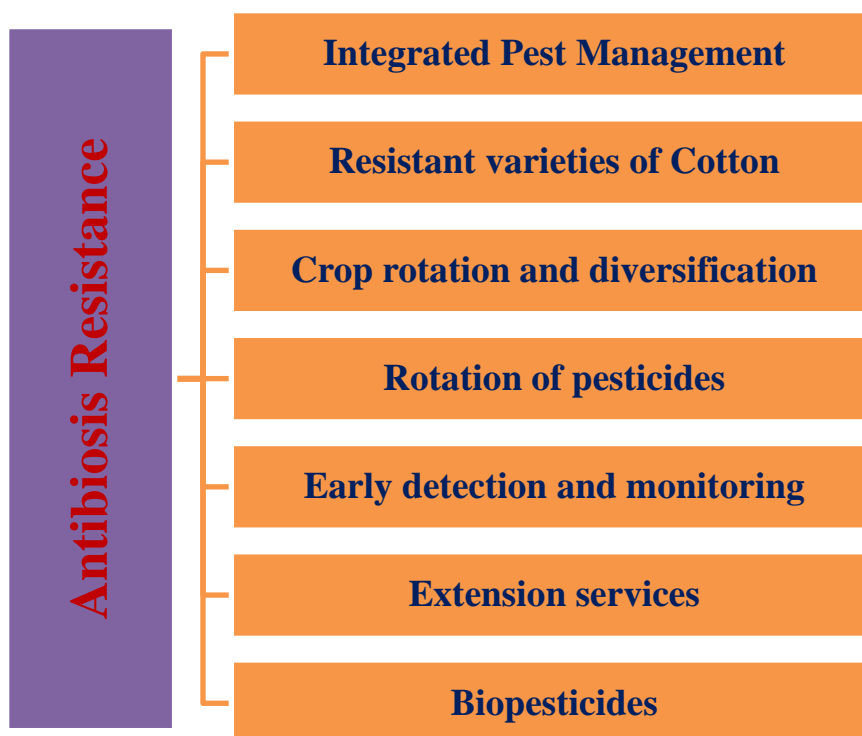 Antibiosis Resistance
Integrated Pest Management
Resistant varieties of Cotton
Crop rotation and diversification
Rotation of pesticides
Early detection and monitoring
Extension services
Biopesticides